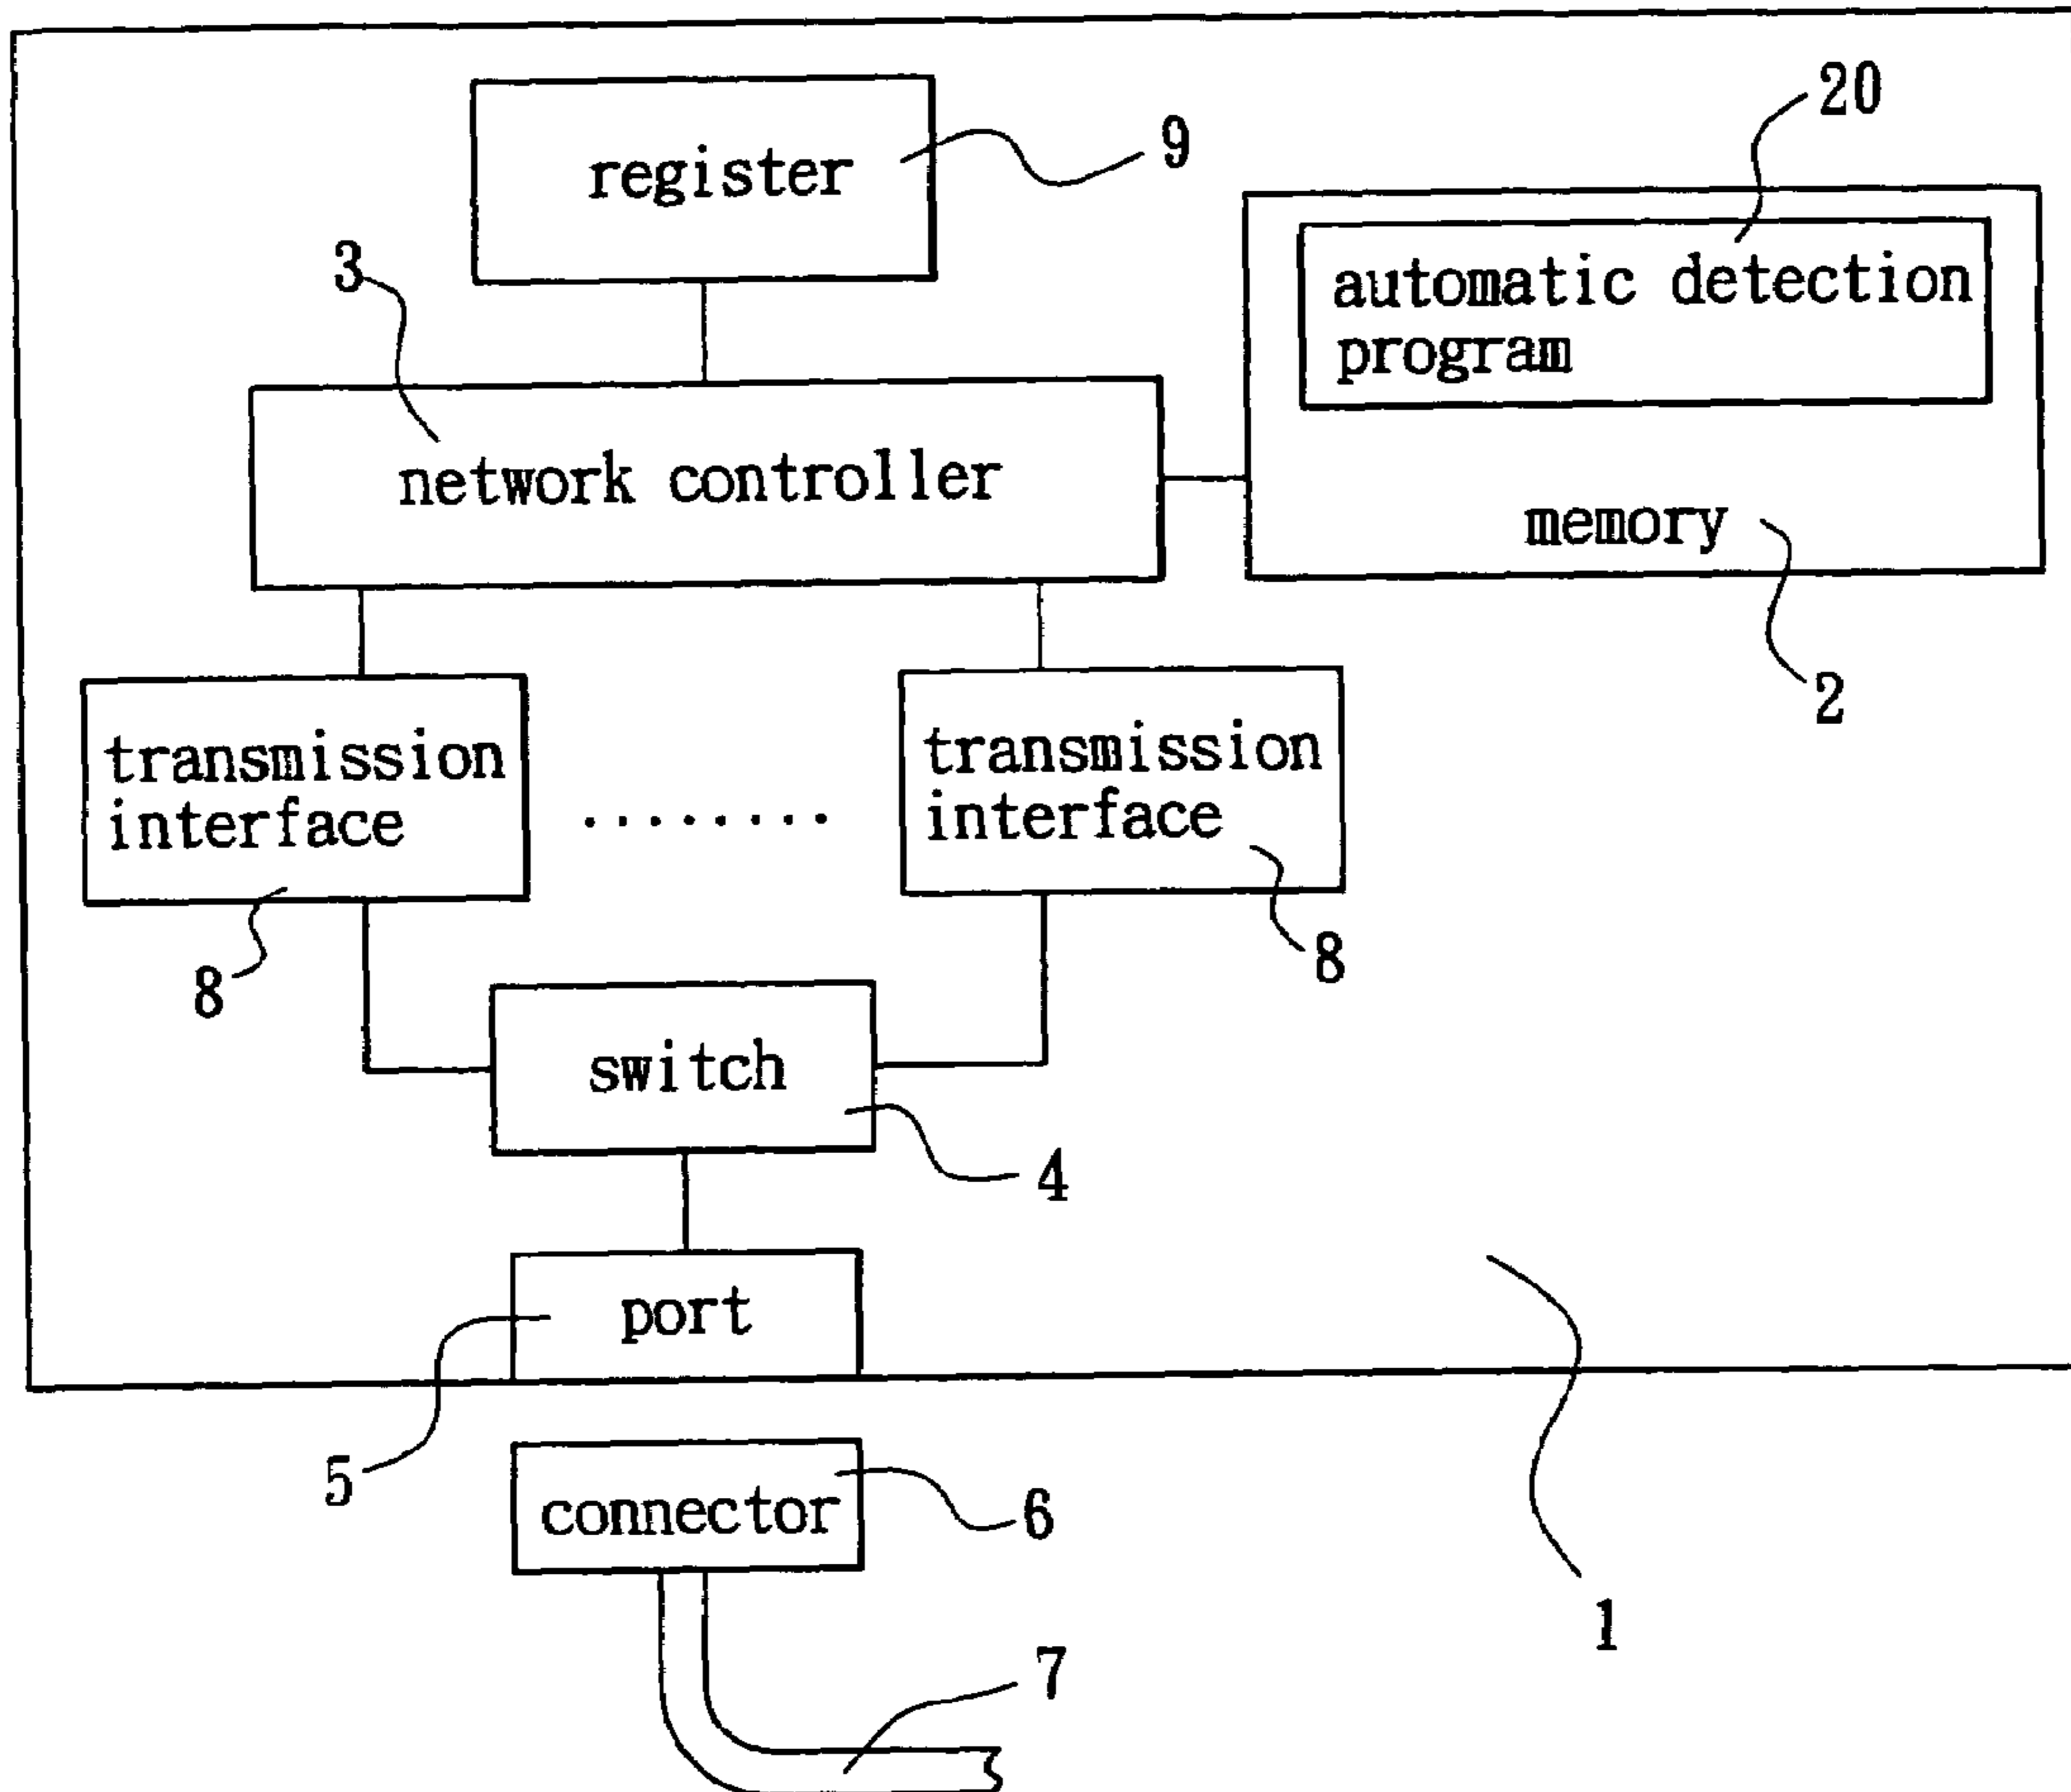 20
register
9
automatic detection
program
3
network controller
memory
2
transmission
interface
........
transmission
interface
8
8
switch
4
port
5
connector
6
1
7